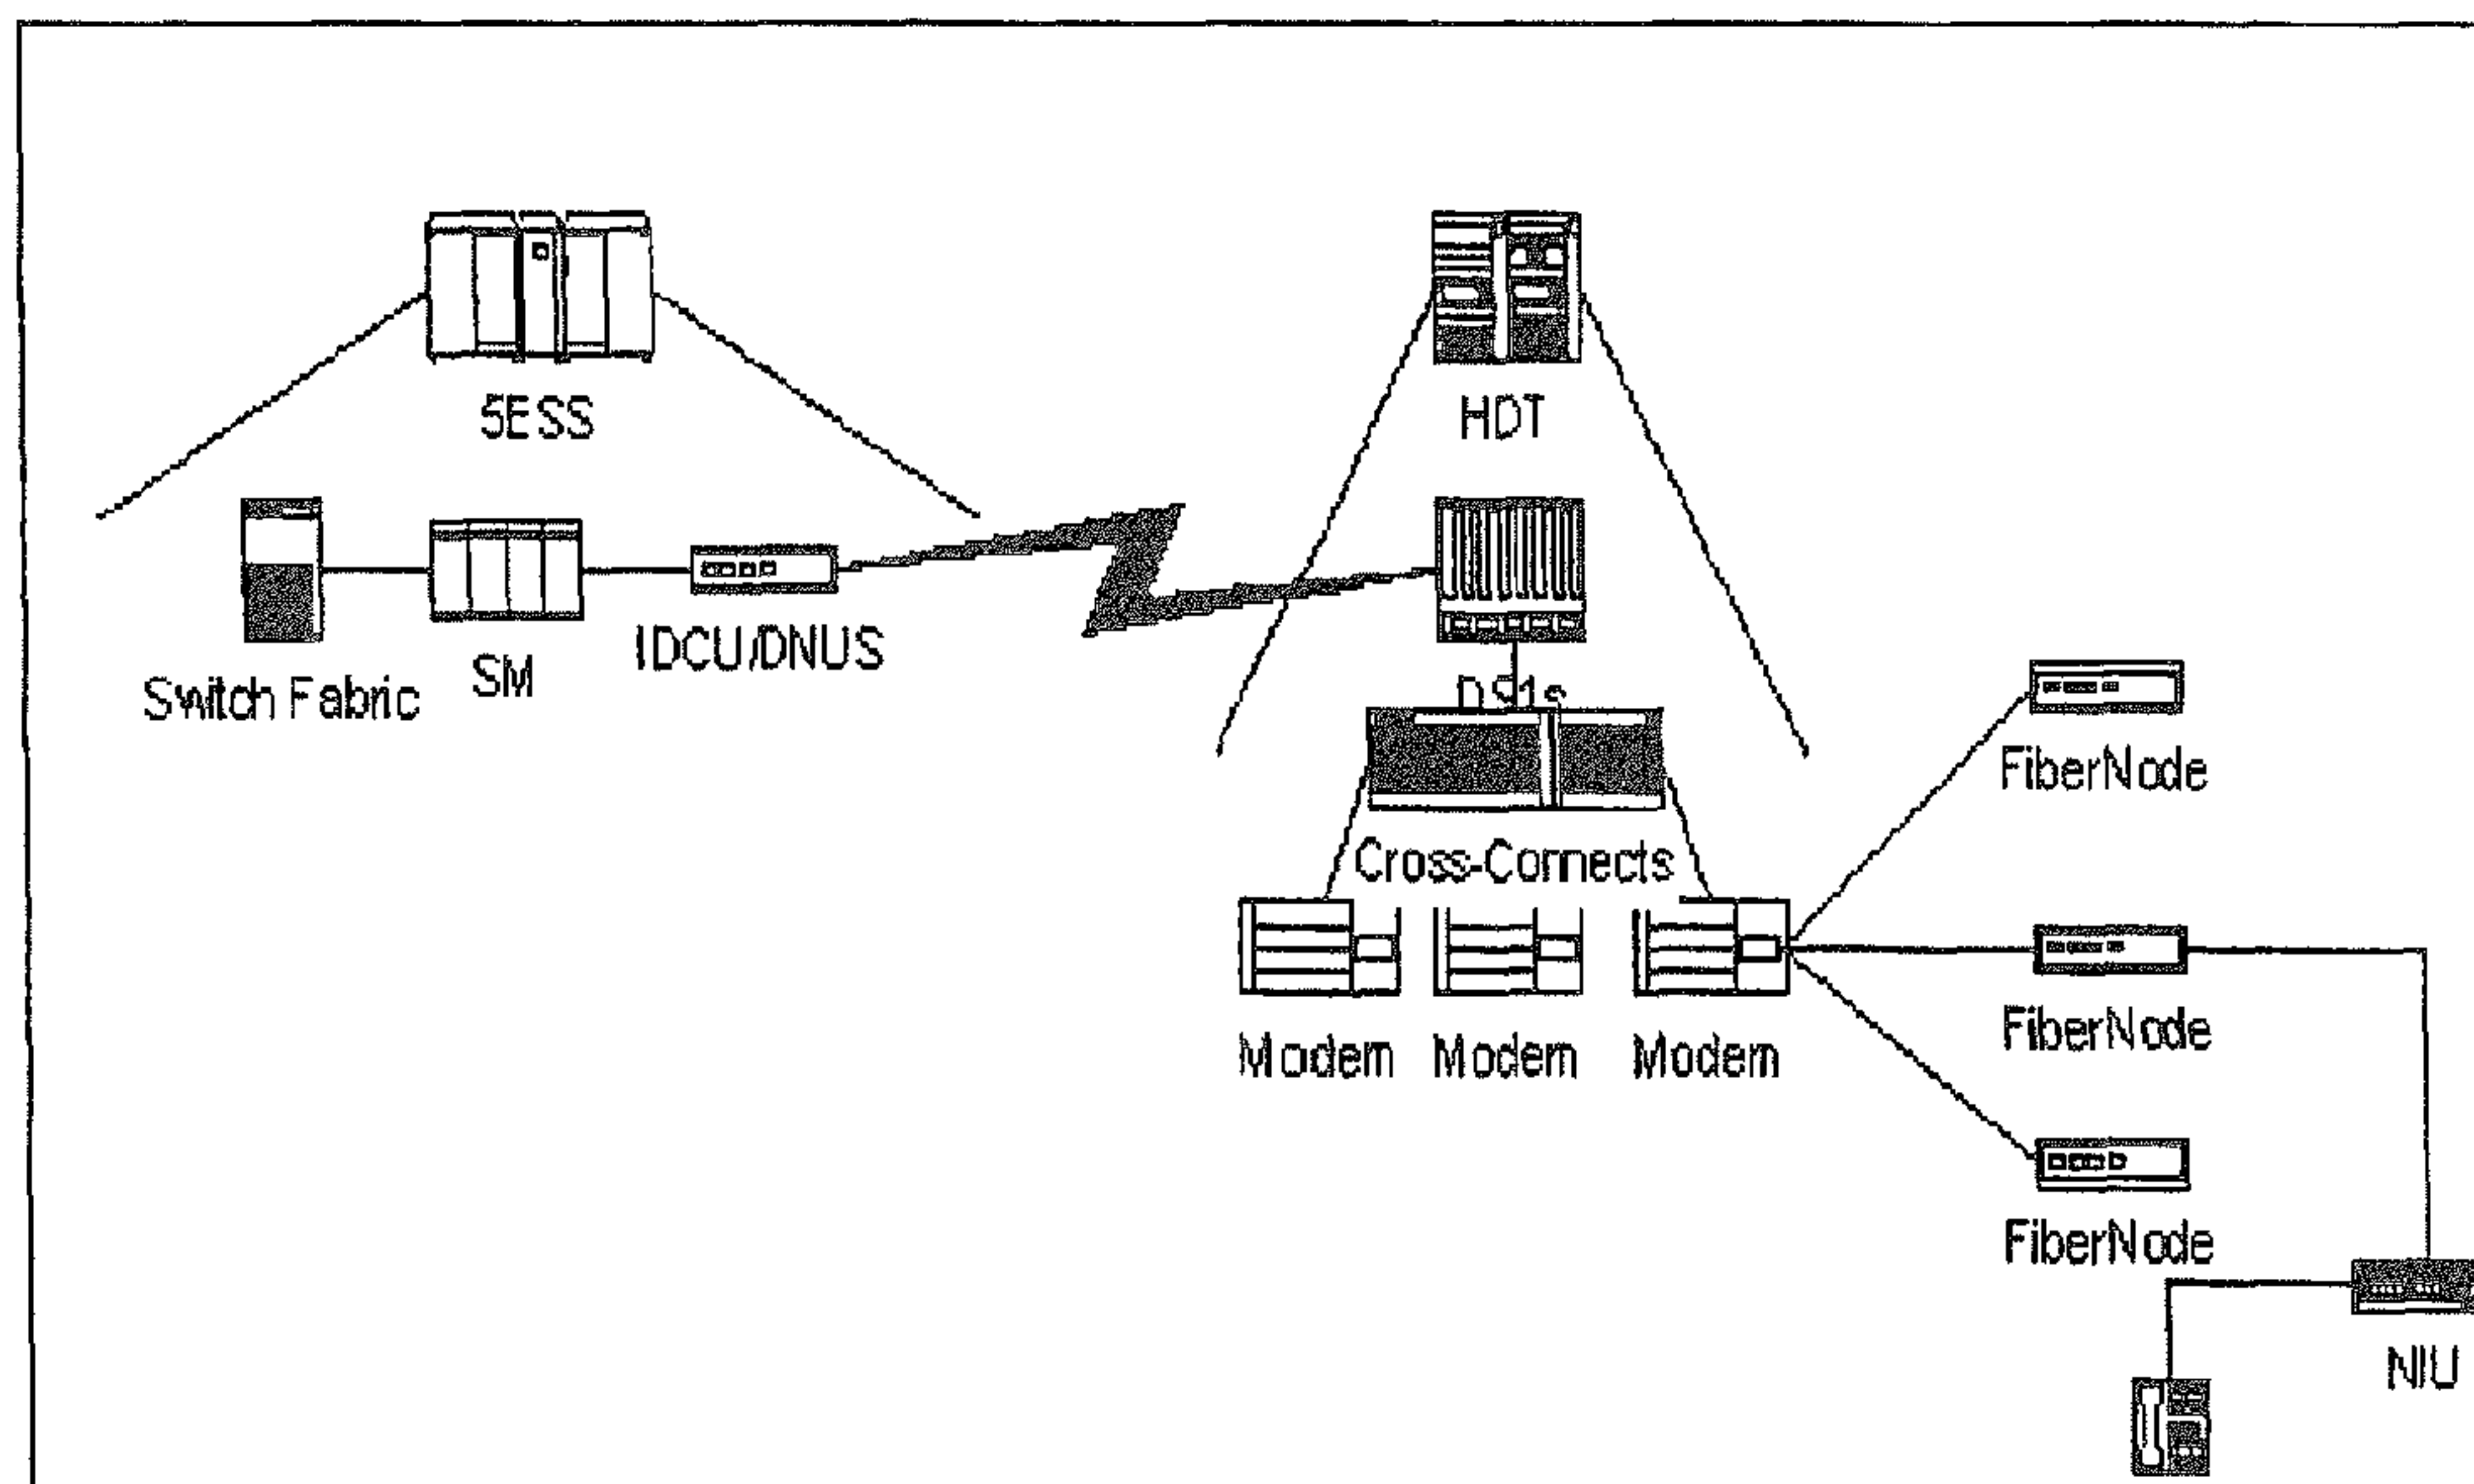 5ESS
HDT
Switch Fabric
SM
IDCU/DNUS
DS1s
Cross-Connects
FiberNode
Modem
Modem
Modem
FiberNode
FiberNode
NIU